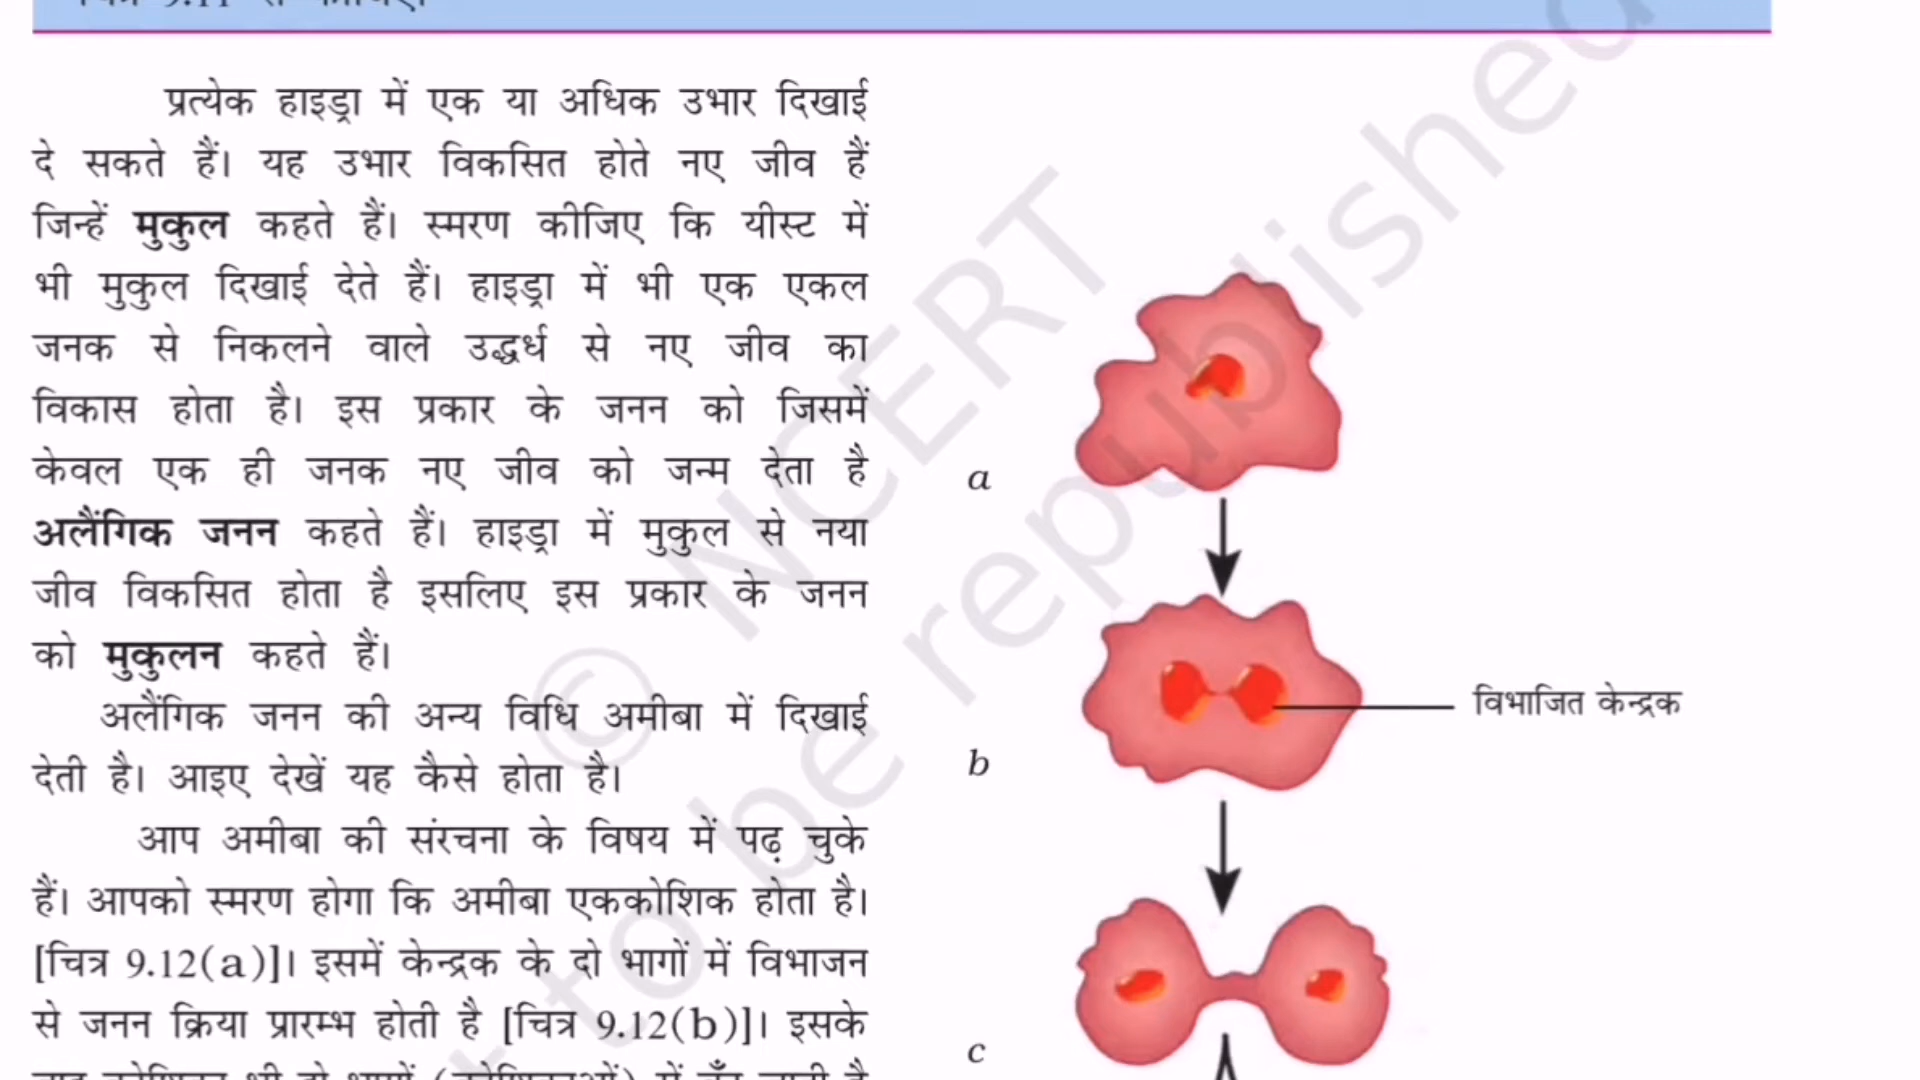 चित्र 9.11 से कीजिए।
प्रत्येक हाइड्रा में एक या अधिक उभार दिखाई
दे सकते हैं। यह उभार विकसित होते नए जीव हैं
जिन्हें मुकुल कहते हैं। स्मरण कीजिए कि यीस्ट में
भी मुकुल दिखाई देते हैं। हाइड्रा में भी एक एकल
जनक से निकलने वाले उद्धर्ध से नए जीव का
विकास होता है। इस प्रकार के जनन को जिसमें
केवल एक ही जनक नए जीव को जन्म देता है
अलैंगिक जनन कहते हैं। हाइड्रा में मुकुल से नया
जीव विकसित होता है इसलिए इस प्रकार के जनन
को मुकुलन कहते हैं।
अलैंगिक जनन की अन्य विधि अमीबा में दिखाई
देती है। आइए देखें यह कैसे होता है।
आप अमीबा की संरचना के विषय में पढ़ चुके
हैं। आपको स्मरण होगा कि अमीबा एककोशिक होता है।
[चित्र 9.12(a)]। इसमें केन्द्रक के दो भागों में विभाजन
से जनन क्रिया प्रारम्भ होती है [चित्र 9.12(b)]। इसके
बाद कोशिका भी दो भागों (कोशिकाओं) में बँट जाती है
a
b
विभाजित केन्द्रक
c
© NCERT
to be republished